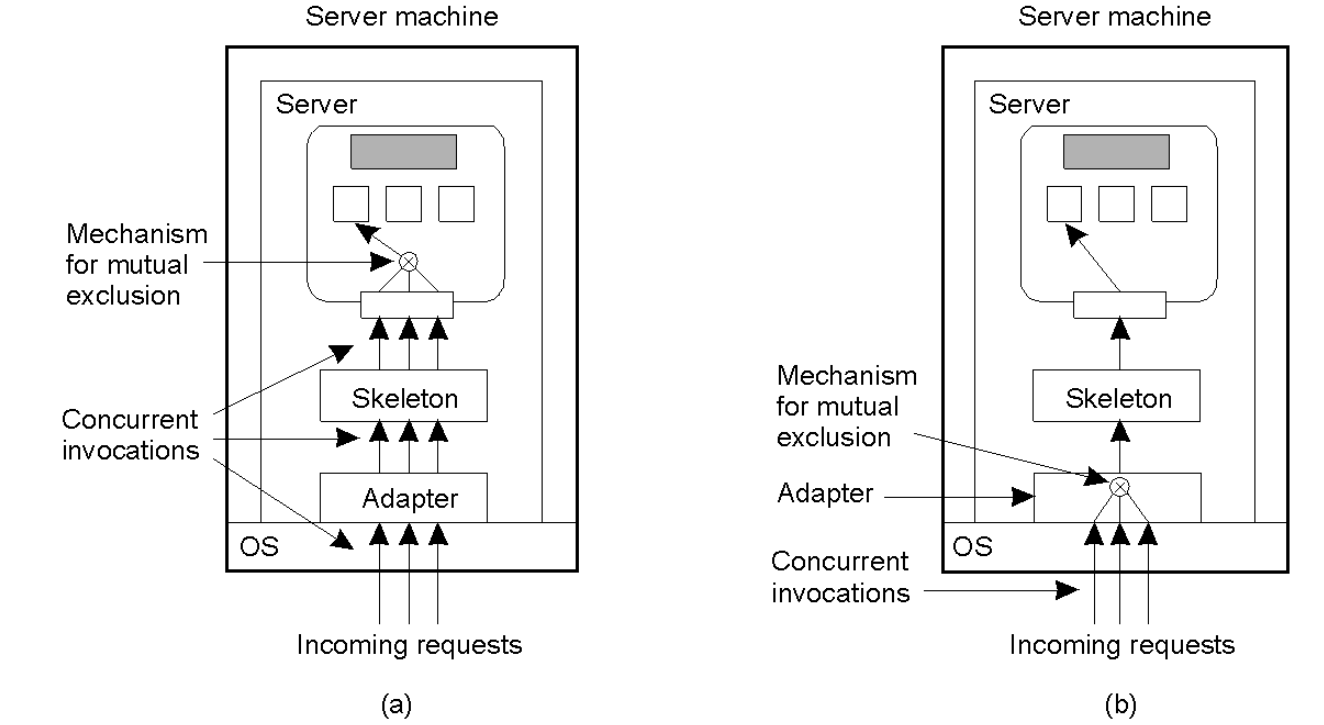 Server machine
Server
Mechanism
for mutual
exclusion
Skeleton
Concurrent
invocations
Adapter
OS
Incoming requests
(a)
Server machine
Server
Mechanism
for mutual
exclusion
Skeleton
Adapter
OS
Concurrent
invocations
Incoming requests
(b)